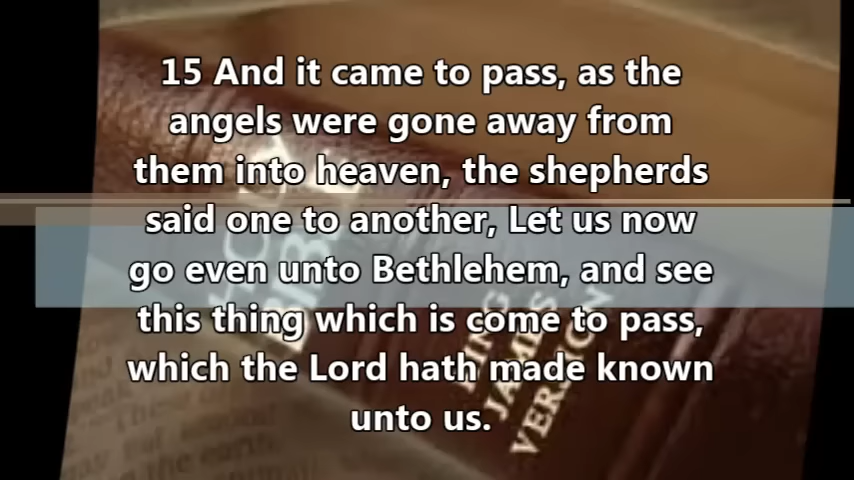 15 And it came to pass, as the
angels were gone away from
them into heaven, the shepherds
said one to another, Let us now
go even unto Bethlehem, and see
this thing which is come to pass,
which the Lord hath made known
unto us.
HOLY
BIBLE
KING
JAMES
VERSION